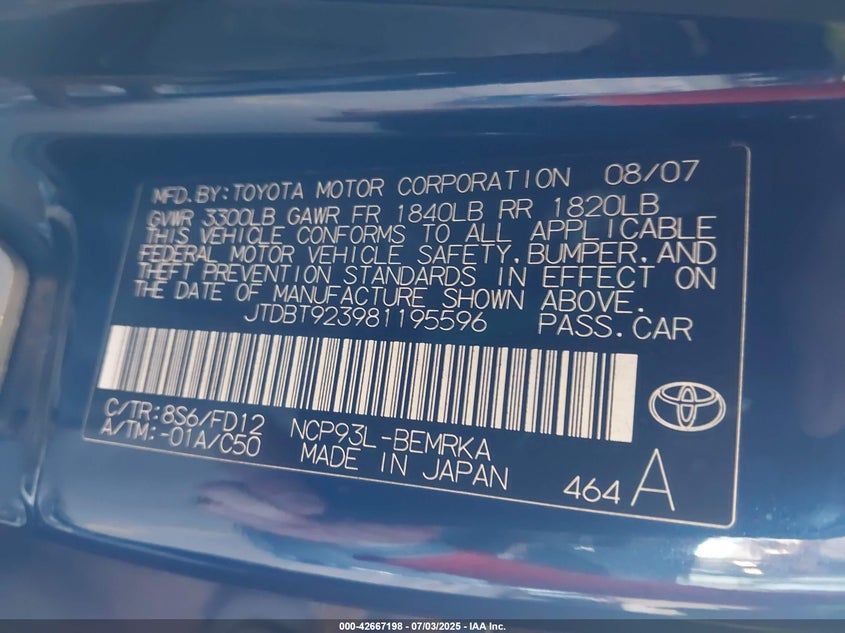 MFD.BY:TOYOTA MOTOR CORPORATION 08/07
GVWR 3300LB GAWR FR 1840LB RR 1820LB
THIS VEHICLE CONFORMS TO ALL APPLICABLE
FEDERAL MOTOR VEHICLE SAFETY,BUMPER,AND
THEFT PREVENTION STANDARDS IN EFFECT ON
THE DATE OF MANUFACTURE SHOWN ABOVE.
JTDBT923981195596 PASS.CAR
C/TR:8S6/FD12 NCP93L-BEMRKA
A/TM:-01A/C50 MADE IN JAPAN
464 A
000-42667198 - 07/03/2025 - IAA Inc.